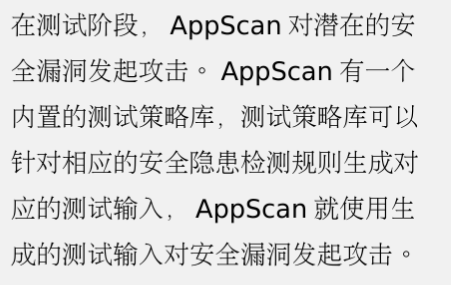 在测试阶段， AppScan 对潜在的安
全漏洞发起攻击。 AppScan 有一个
内置的测试策略库，测试策略库可以
针对相应的安全隐患检测规则生成对
应的测试输入， AppScan 就使用生
成的测试输入对安全漏洞发起攻击。